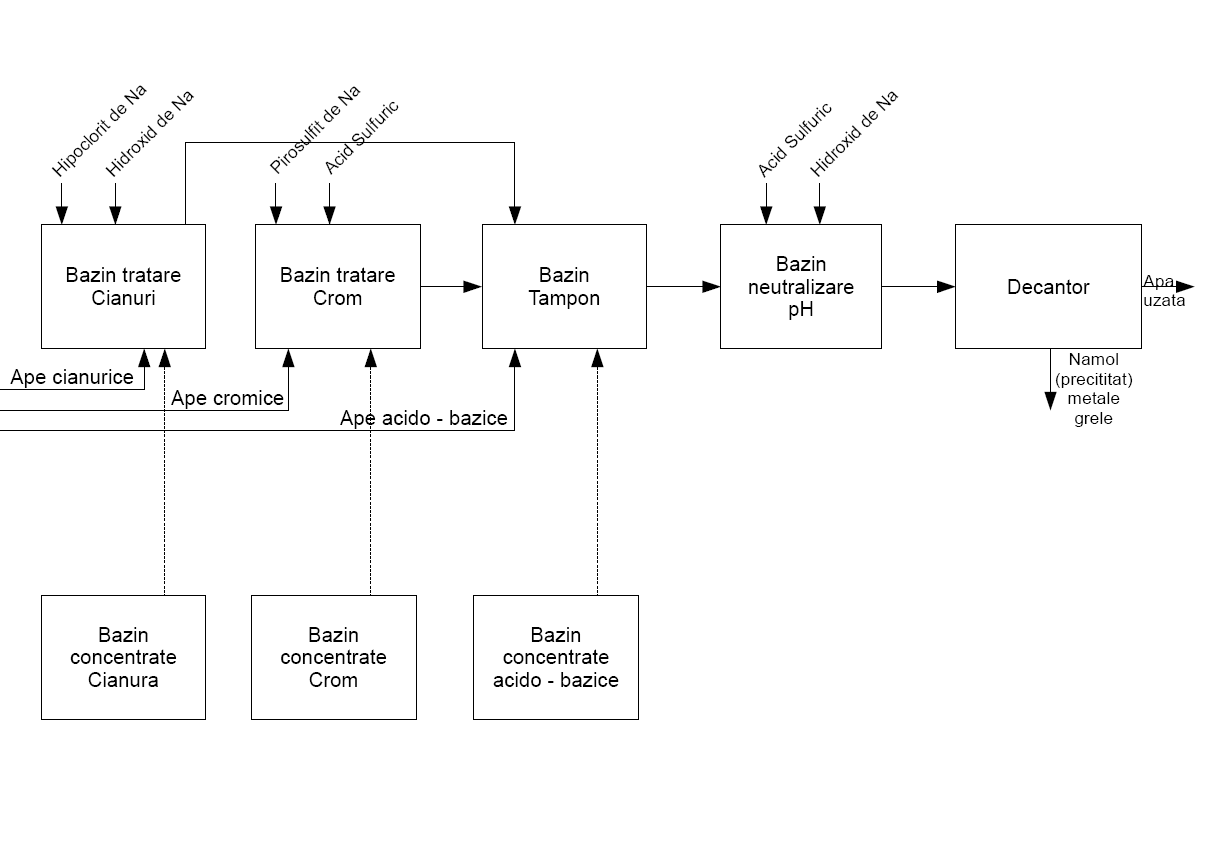 Hipoclorit de Na
Hidroxid de Na
Pirosulfit de Na
Acid Sulfuric
Acid Sulfuric
Hidroxid de Na
Bazin tratare
Cianuri
Bazin tratare
Crom
Bazin
Tampon
Bazin
neutralizare
pH
Decantor
Apa
uzata
Namol
(precititat)
metale
grele
Ape cianurice
Ape cromice
Ape acido - bazice
Bazin
concentrate
Cianura
Bazin
concentrate
Crom
Bazin
concentrate
acido - bazice